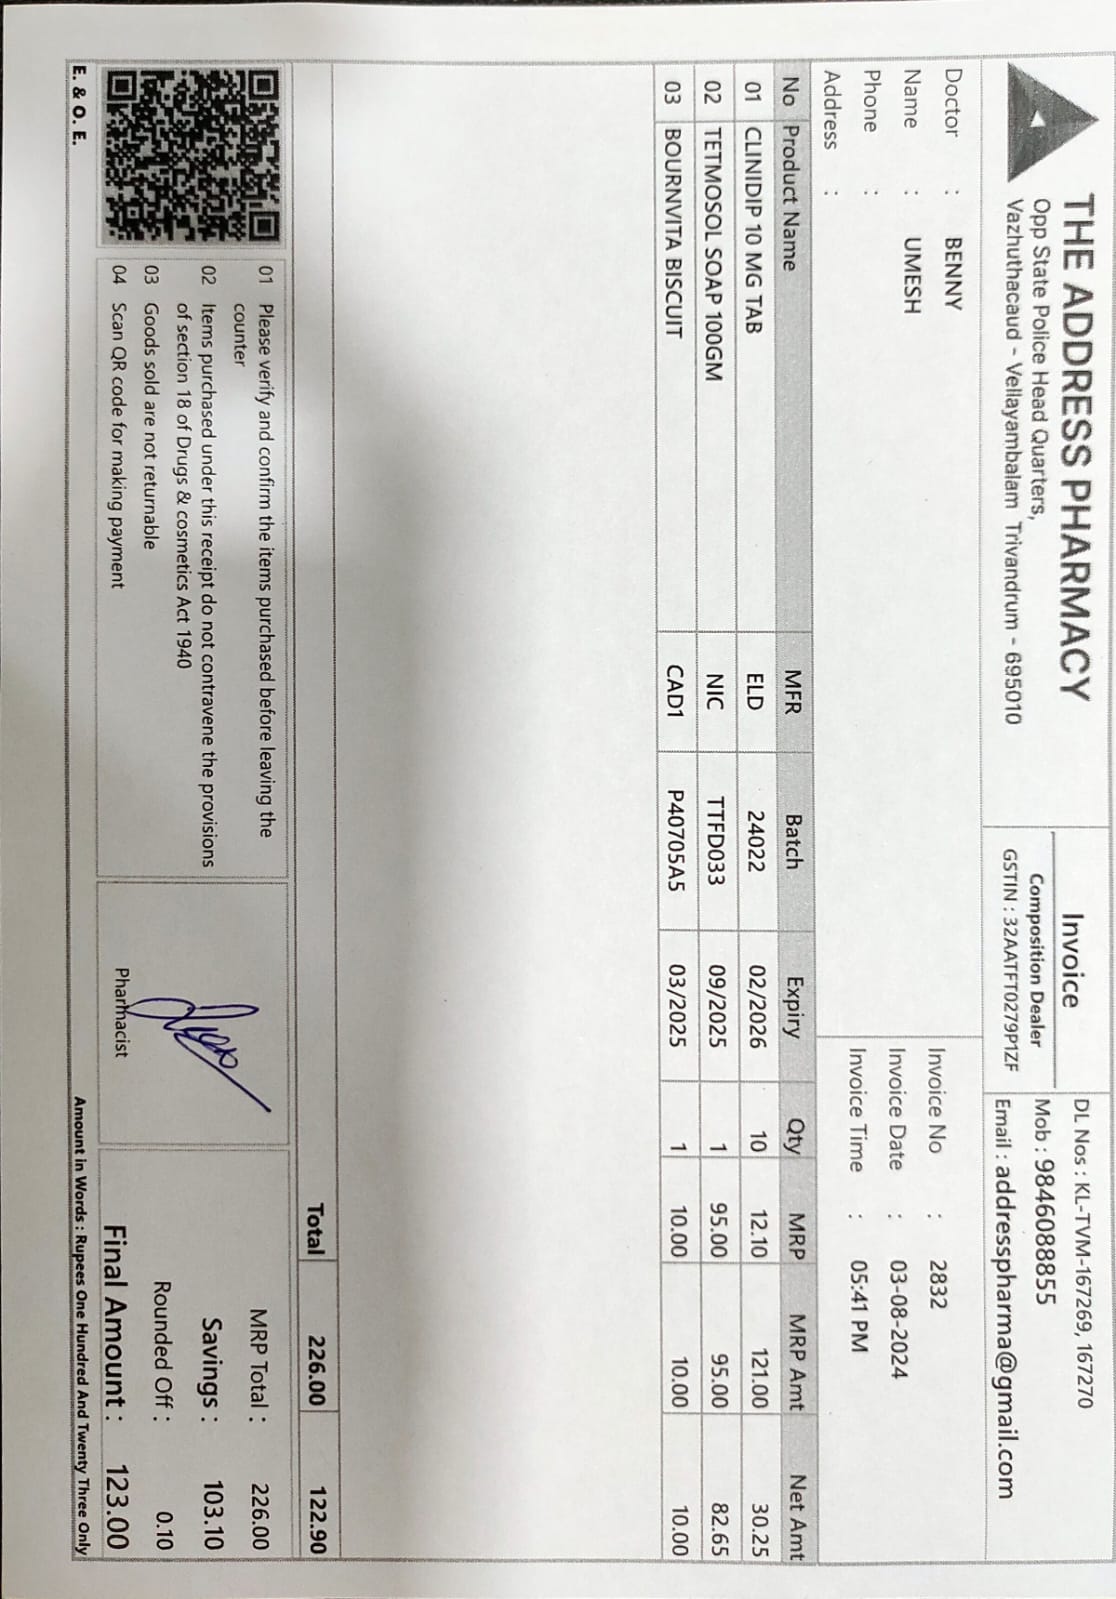 THE ADDRESS PHARMACY
Opp State Police Head Quarters,
Vazhuthacaud - Vellayambalam Trivandrum - 695010
Invoice
Composition Dealer
GSTIN : 32AATFT0279P1ZF
DL Nos : KL-TVM-167269, 167270
Mob : 9846088855
Email : addresspharma@gmail.com
Doctor : BENNY
Name : UMESH
Phone :
Address :
Invoice No : 2832
Invoice Date : 03-08-2024
Invoice Time : 05:41 PM
No Product Name MFR Batch Expiry Qty MRP MRP Amt Net Amt
01 CLINIDIP 10 MG TAB ELD 24022 02/2026 10 12.10 121.00 30.25
02 TETMOSOL SOAP 100GM NIC TTFD033 09/2025 1 95.00 95.00 82.65
03 BOURNVITA BISCUIT CAD1 P40705A5 03/2025 1 10.00 10.00 10.00
Total 226.00 122.90
01 Please verify and confirm the items purchased before leaving the
counter
02 Items purchased under this receipt do not contravene the provisions
of section 18 of Drugs & cosmetics Act 1940
03 Goods sold are not returnable
04 Scan QR code for making payment
Pharmacist
MRP Total : 226.00
Savings : 103.10
Rounded Off : 0.10
Final Amount : 123.00
E. & O. E.
Amount in Words : Rupees One Hundred And Twenty Three Only